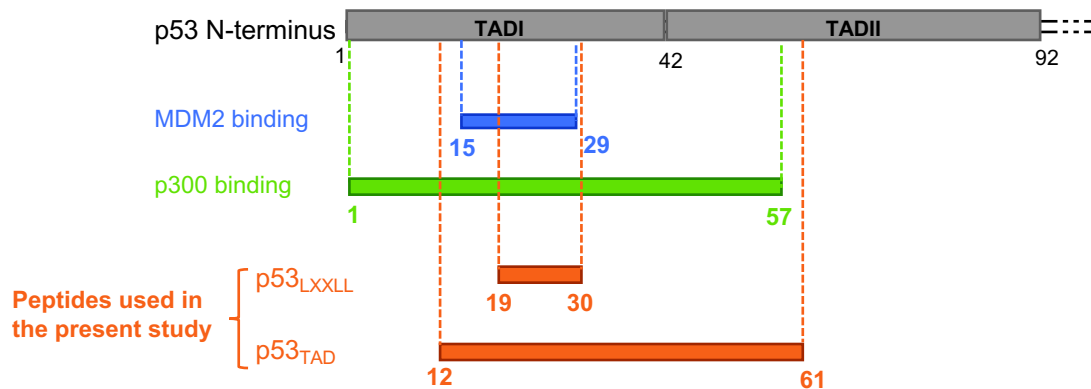 p53 N-terminus
TADI
TADII
1
42
92
MDM2 binding
15
29
p300 binding
1
57
p53LXXLL
19
30
Peptides used in
the present study
p53TAD
12
61